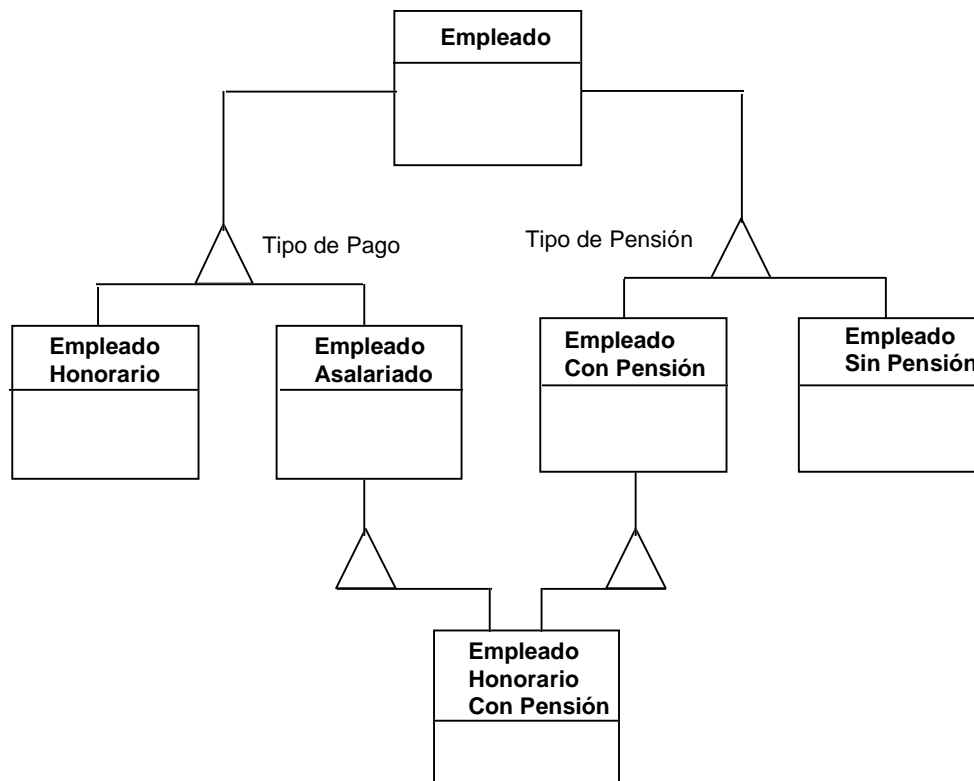 Empleado
Tipo de Pago
Tipo de Pensión
Empleado
Honorario
Empleado
Asalariado
Empleado
Con Pensión
Empleado
Sin Pensión
Empleado
Honorario
Con Pensión